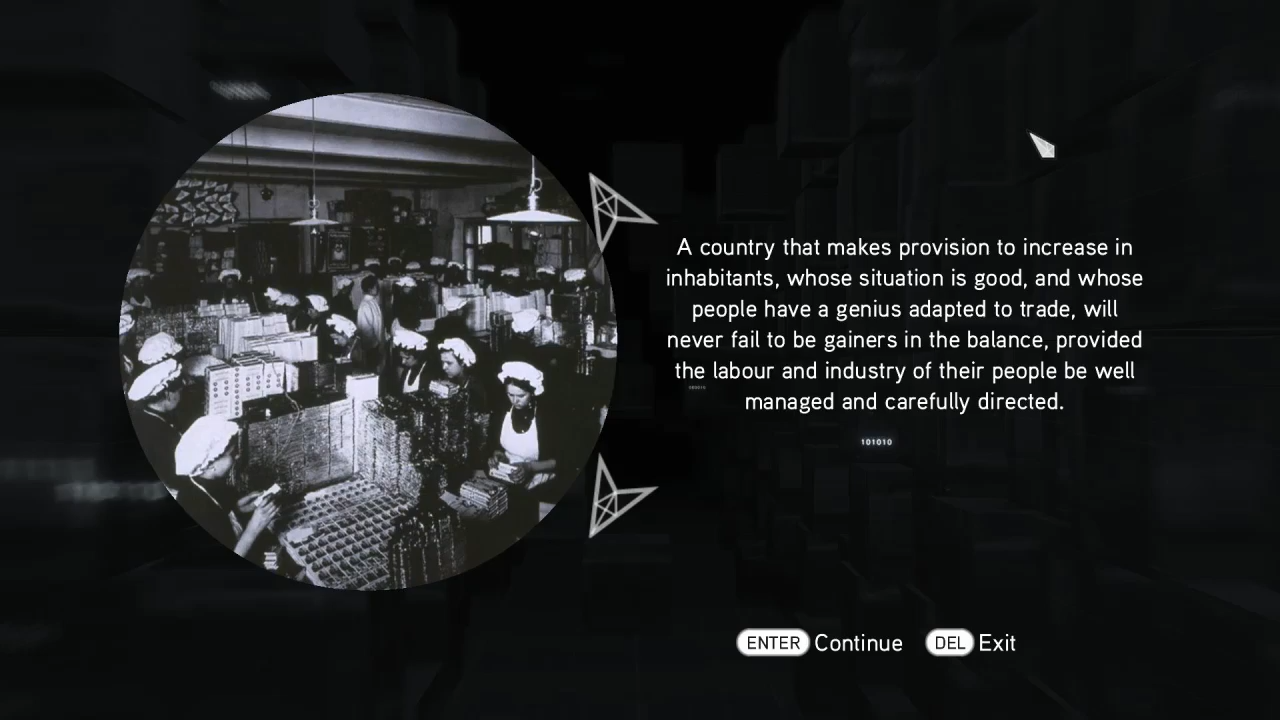 A country that makes provision to increase in
inhabitants, whose situation is good, and whose
people have a genius adapted to trade, will
never fail to be gainers in the balance, provided
the labour and industry of their people be well
managed and carefully directed.
101010
ENTER Continue DEL Exit